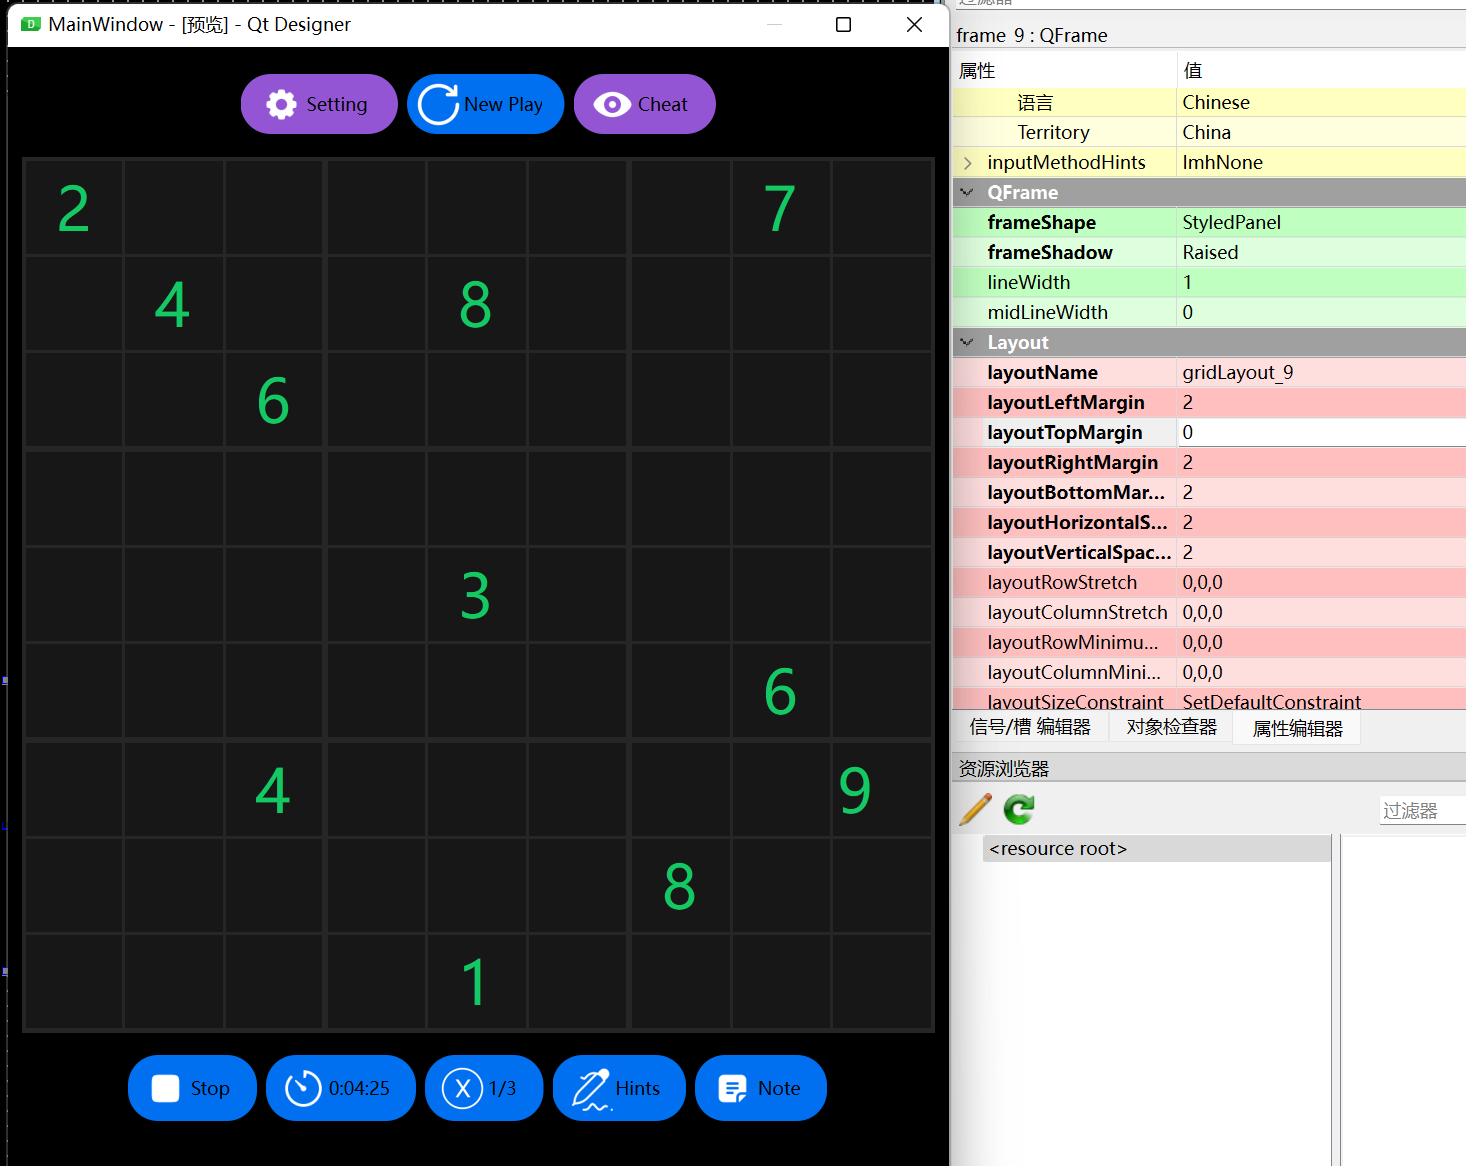 MainWindow - [预览] - Qt Designer
Setting
New Play
Cheat
2 7
4 8
6
3
6
4 9
8
1
Stop
0:04:25
X 1/3
Hints
Note
过滤器
frame_9 : QFrame
属性 值
语言 Chinese
Territory China
inputMethodHints ImhNone
QFrame
frameShape StyledPanel
frameShadow Raised
lineWidth 1
midLineWidth 0
Layout
layoutName gridLayout_9
layoutLeftMargin 2
layoutTopMargin 0
layoutRightMargin 2
layoutBottomMar... 2
layoutHorizontalS... 2
layoutVerticalSpac... 2
layoutRowStretch 0,0,0
layoutColumnStretch 0,0,0
layoutRowMinimu... 0,0,0
layoutColumnMini... 0,0,0
layoutSizeConstraint SetDefaultConstraint
信号/槽 编辑器 对象检查器 属性编辑器
资源浏览器
过滤器
<resource root>